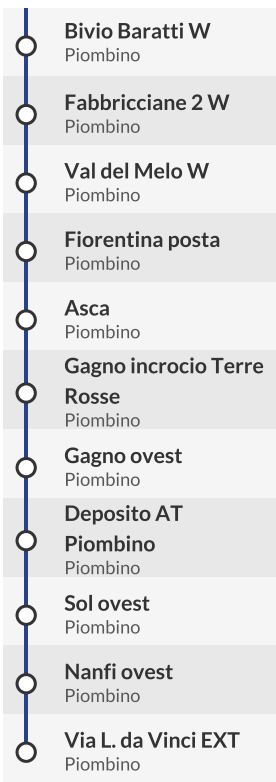 Bivio Baratti W
Piombino
Fabbricciane 2 W
Piombino
Val del Melo W
Piombino
Fiorentina posta
Piombino
Asca
Piombino
Gagno incrocio Terre
Rosse
Piombino
Gagno ovest
Piombino
Deposito AT
Piombino
Piombino
Sol ovest
Piombino
Nanfi ovest
Piombino
Via L. da Vinci EXT
Piombino